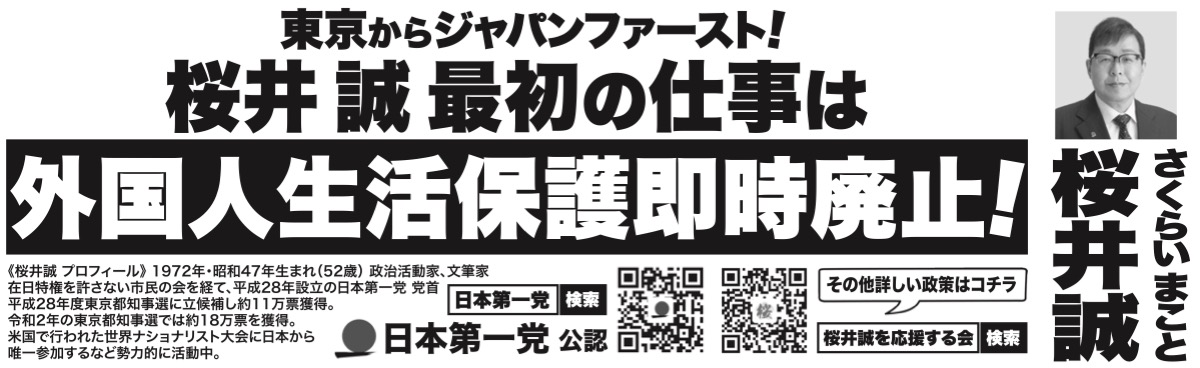 東京からジャパンファースト!
桜井 誠 最初の仕事は
外国人生活保護即時廃止!
さくらいまこと
桜井誠
《桜井誠 プロフィール》 1972年・昭和47年生まれ(52歳) 政治活動家、文筆家
在日特権を許さない市民の会を経て、平成28年設立の日本第一党 党首
平成28年度東京都知事選に立候補し約11万票獲得。
令和2年の東京都知事選では約18万票を獲得。
米国で行われた世界ナショナリスト大会に日本から
唯一参加するなど勢力的に活動中。
日本第一党 検索
日本第一党 公認
桜
その他詳しい政策はコチラ
桜井誠を応援する会 検索